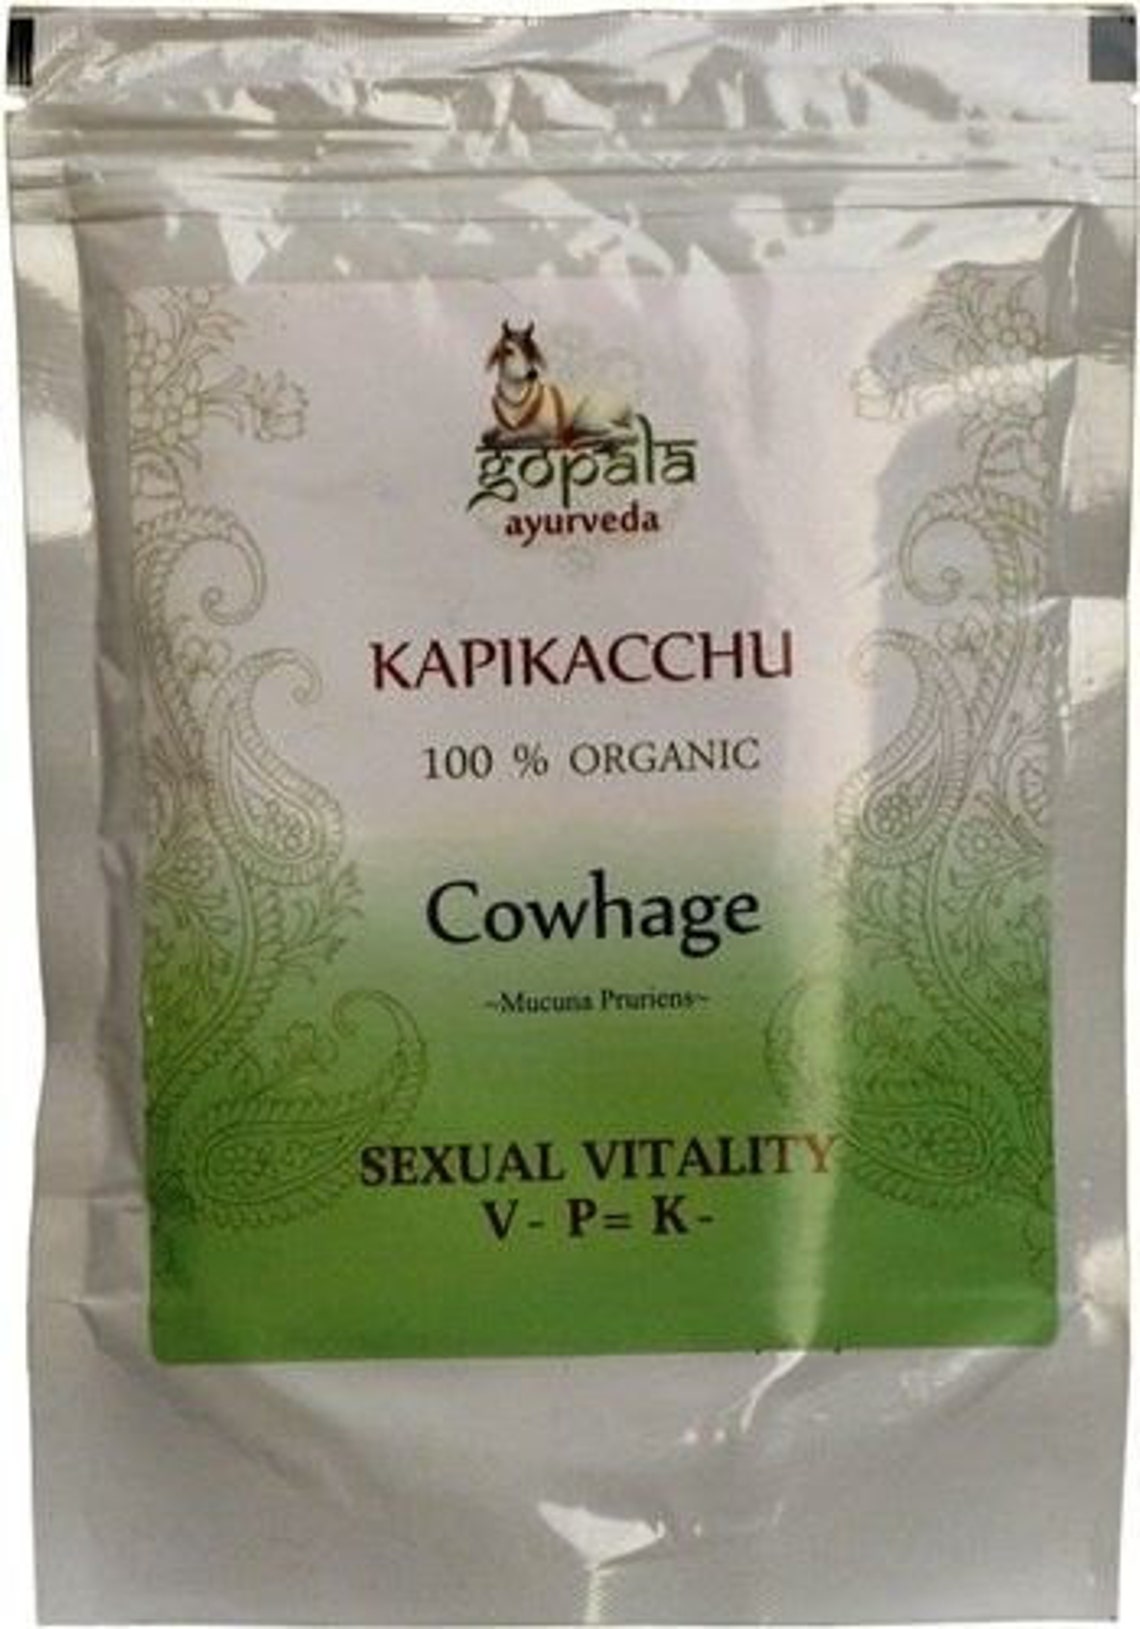 gopala
ayurveda
KAPIKACCHU
100 % ORGANIC
Cowhage
~Mucuna Pruriens~
SEXUAL VITALITY
V- P= K-